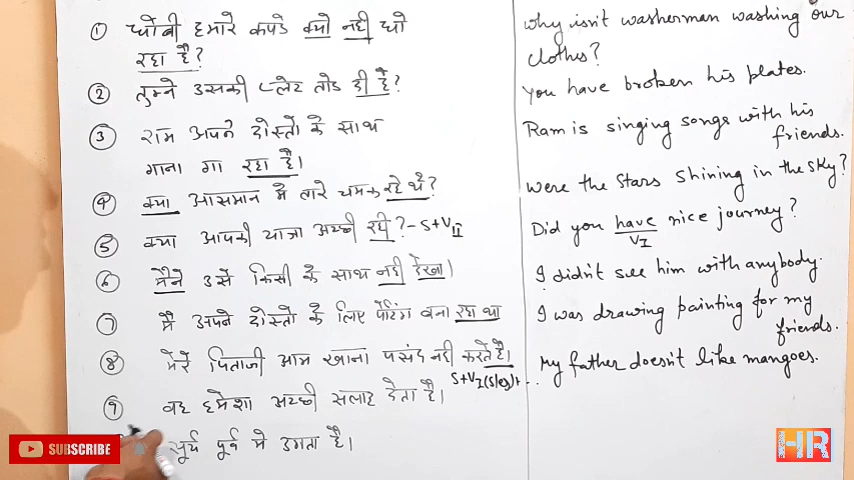 ① धोबी हमारे कपडे क्यो नही धो
रहा है?
② तुमने उसकी प्लेट तोड दी है?
③ राम अपने दोस्तो के साथ
गाना गा रहा है।
④ क्या आसमान मे तारे चमक रहे थे?
⑤ क्या आपकी यात्रा अच्छी रही? - S+VII
⑥ मैने उसे किसी के साथ नही देखा।
⑦ मै अपने दोस्तो के लिए पेंटिंग बना रहा था
⑧ मेरे पिताजी आम खाना पसंद नही करते है।
S+VI(s/es)+...
⑨ वह हमेशा अच्छी सलाह देता है।
सूर्य पूर्व मे उगता है।
why isn't washerman washing our
clothes?
You have broken his plates.
Ram is singing songs with his
friends.
Were the stars shining in the sky?
Did you have nice journey?
VI
I didn't see him with anybody.
I was drawing painting for my
friends.
My father doesn't like mangoes.
SUBSCRIBE
HR